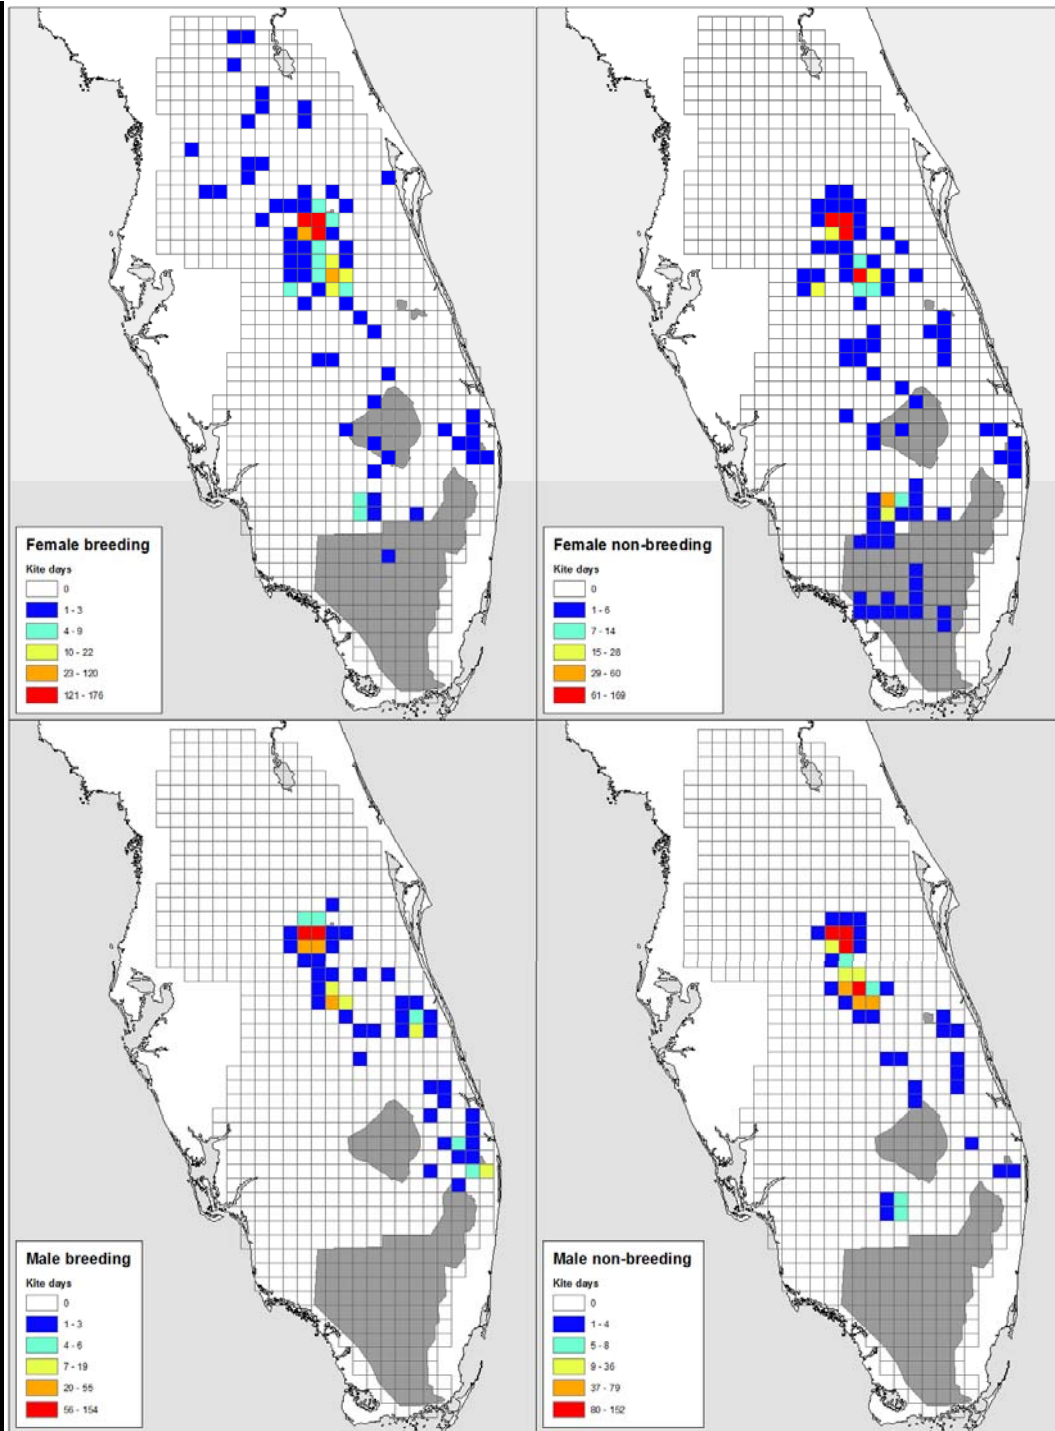 Female breeding
Kite days
0
1 - 3
4 - 9
10 - 22
23 - 120
121 - 176
Female non-breeding
Kite days
0
1 - 6
7 - 14
15 - 28
29 - 60
61 - 169
Male breeding
Kite days
0
1 - 3
4 - 6
7 - 19
20 - 55
56 - 154
Male non-breeding
Kite days
0
1 - 4
5 - 8
9 - 36
37 - 79
80 - 152